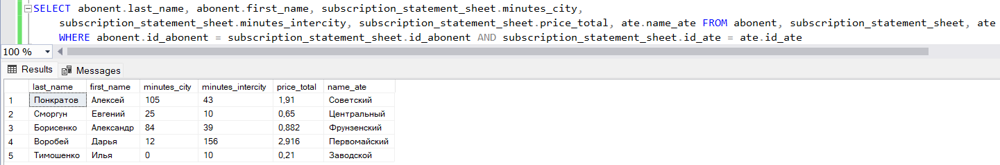 SELECT abonent.last_name, abonent.first_name, subscription_statement_sheet.minutes_city,
subscription_statement_sheet.minutes_intercity, subscription_statement_sheet.price_total, ate.name_ate FROM abonent, subscription_statement_sheet, ate
WHERE abonent.id_abonent = subscription_statement_sheet.id_abonent AND subscription_statement_sheet.id_ate = ate.id_ate
100 %
Results Messages
last_name first_name minutes_city minutes_intercity price_total name_ate
1 Понкратов Алексей 105 43 1,91 Советский
2 Сморгун Евгений 25 10 0,65 Центральный
3 Борисенко Александр 84 39 0,882 Фрунзенский
4 Воробей Дарья 12 156 2,916 Первомайский
5 Тимошенко Илья 0 10 0,21 Заводской